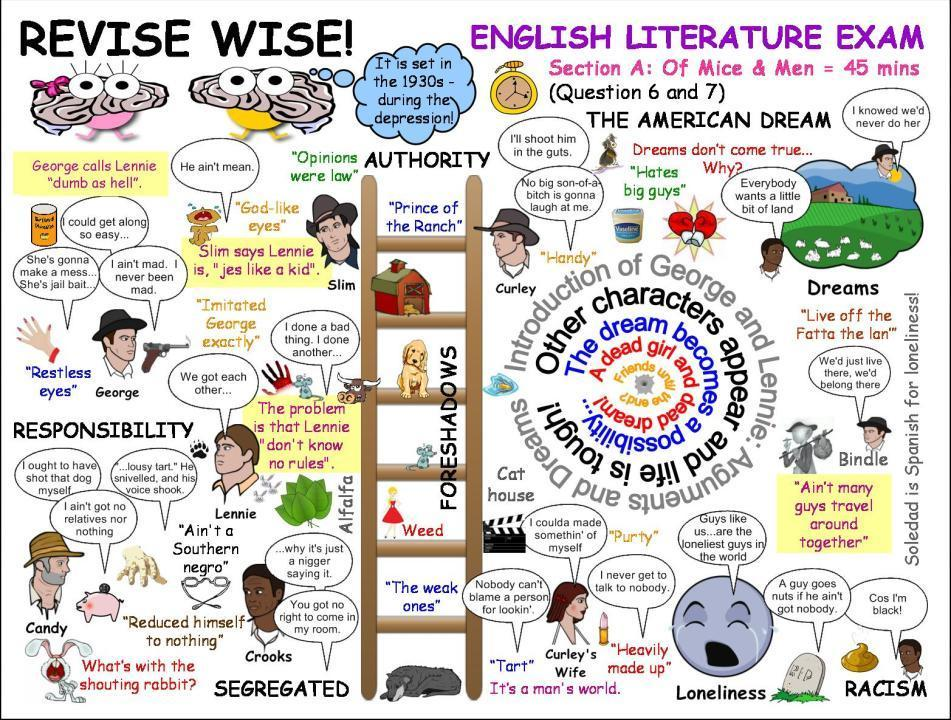 REVISE WISE!
ENGLISH LITERATURE EXAM
Section A: Of Mice & Men = 45 mins
(Question 6 and 7)
It is set in
the 1930s -
during the
depression!
George calls Lennie
"dumb as hell".
He ain't mean.
"Opinions
were law"
AUTHORITY
I could get along
so easy...
"God-like
eyes"
Slim says Lennie
is, "jes like a kid".
Slim
She's gonna
make a mess...
She's jail bait...
I ain't mad. I
never been
mad.
"Imitated
George
exactly"
I done a bad
thing. I done
another...
"Restless
eyes"
George
We got each
other...
The problem
is that Lennie
"don't know
no rules".
RESPONSIBILITY
I ought to have
shot that dog
myself
"...lousy tart." He
snivelled, and his
voice shook.
I ain't got no
relatives nor
nothing
Lennie
Alfalfa
"Ain't a
Southern
negro"
...why it's just
a nigger
saying it.
You got no
right to come in
my room.
Candy
"Reduced himself
to nothing"
Crooks
What's with the
shouting rabbit?
SEGREGATED
"Prince of
the Ranch"
FORESHADOWS
Weed
"The weak
ones"
THE AMERICAN DREAM
I'll shoot him
in the guts.
No big son-of-a-
bitch is gonna
laugh at me.
"Handy"
Curley
Dreams don't come true...
Why?
"Hates
big guys"
Vaseline
Everybody
wants a little
bit of land
I knowed we'd
never do her
Dreams
"Live off the
Fatta the lan'"
We'd just live
there, we'd
belong there
Bindle
"Ain't many
guys travel
around
together"
Soledad is Spanish for loneliness!
Introduction of George and Lennie: Arguments and Dreams
Other characters appear and life is tough!
The dream becomes a possibility...
A dead girl and dead dream!
Friends until the end?
Cat
house
I coulda made
somethin' of
myself
"Purty"
Nobody can't
blame a person
for lookin'.
I never get to
talk to nobody.
Curley's
Wife
"Tart"
"Heavily
made up"
It's a man's world.
Guys like
us...are the
loneliest guys in
the world
Loneliness
A guy goes
nuts if he ain't
got nobody.
Cos I'm
black!
RIP
RACISM